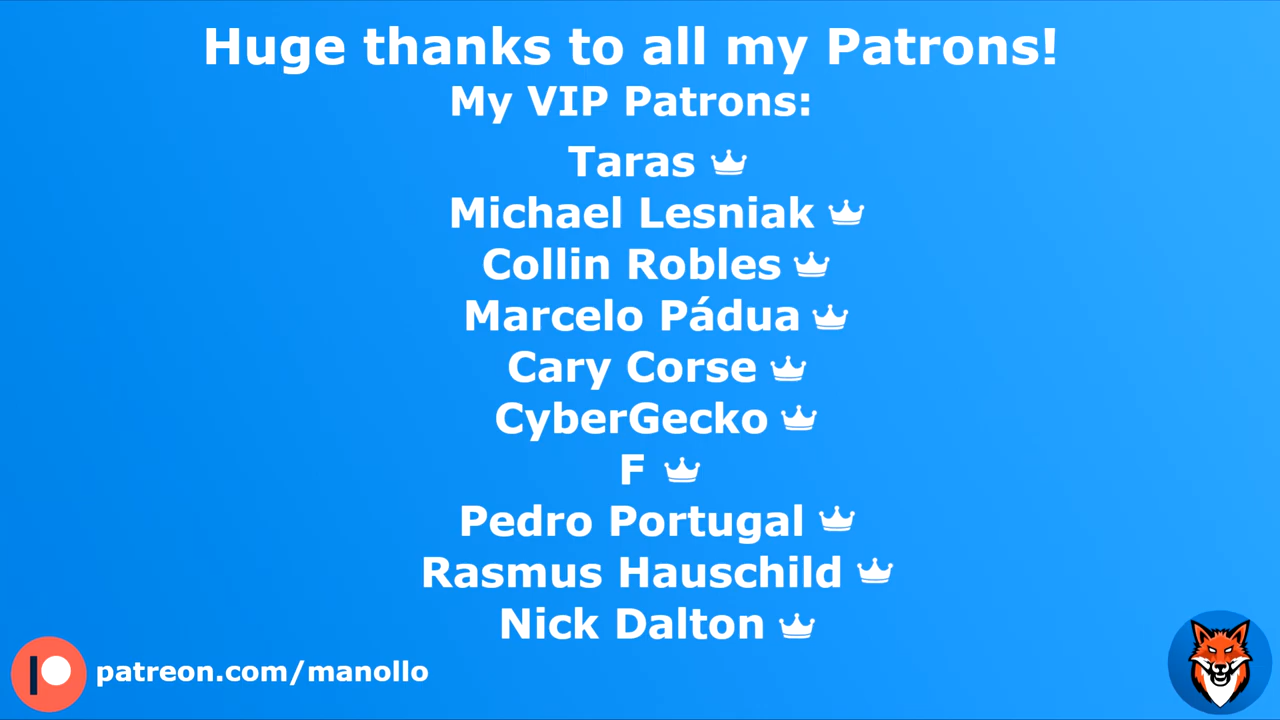 Huge thanks to all my Patrons!
My VIP Patrons:
Taras
Michael Lesniak
Collin Robles
Marcelo Pádua
Cary Corse
CyberGecko
F
Pedro Portugal
Rasmus Hauschild
Nick Dalton
patreon.com/manollo